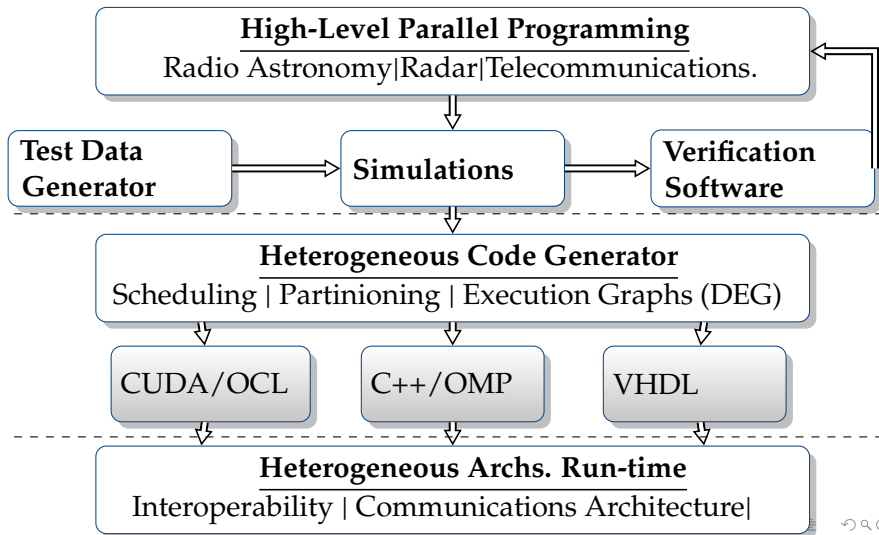 High-Level Parallel Programming
Radio Astronomy|Radar|Telecommunications.
Test Data
Generator
Simulations
Verification
Software
Heterogeneous Code Generator
Scheduling | Partinioning | Execution Graphs (DEG)
CUDA/OCL
C++/OMP
VHDL
Heterogeneous Archs. Run-time
Interoperability | Communications Architecture|